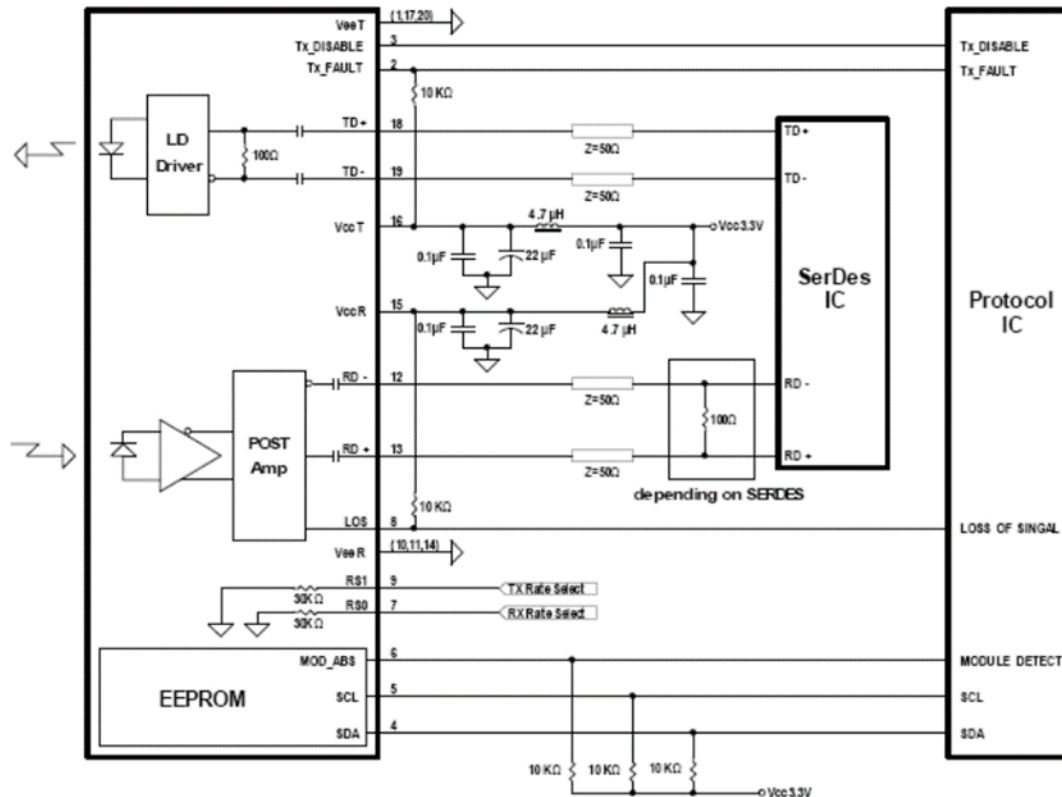 VeeT (1,17,20)
Tx_DISABLE 3 Tx_DISABLE
Tx_FAULT 2 Tx_FAULT
10 KΩ
LD
Driver
100Ω
TD+ 18 Z=50Ω TD+
TD- 19 Z=50Ω TD-
VccT 16 4.7 µH Vcc3.3V
0.1µF 22 µF 0.1µF 0.1µF
SerDes
IC
Protocol
IC
VccR 15
0.1µF 22 µF 4.7 µH
RD - 12 Z=50Ω RD -
100Ω
POST
Amp
RD + 13 Z=50Ω RD +
depending on SERDES
10 KΩ
LOS 8 LOSS OF SINGAL
VeeR (10,11,14)
RS1 9 TX Rate Select
30KΩ
RS0 7 RX Rate Select
30KΩ
MOD_ABS 6 MODULE DETECT
EEPROM
SCL 5 SCL
SDA 4 SDA
10 KΩ 10 KΩ 10 KΩ
Vcc3.3V